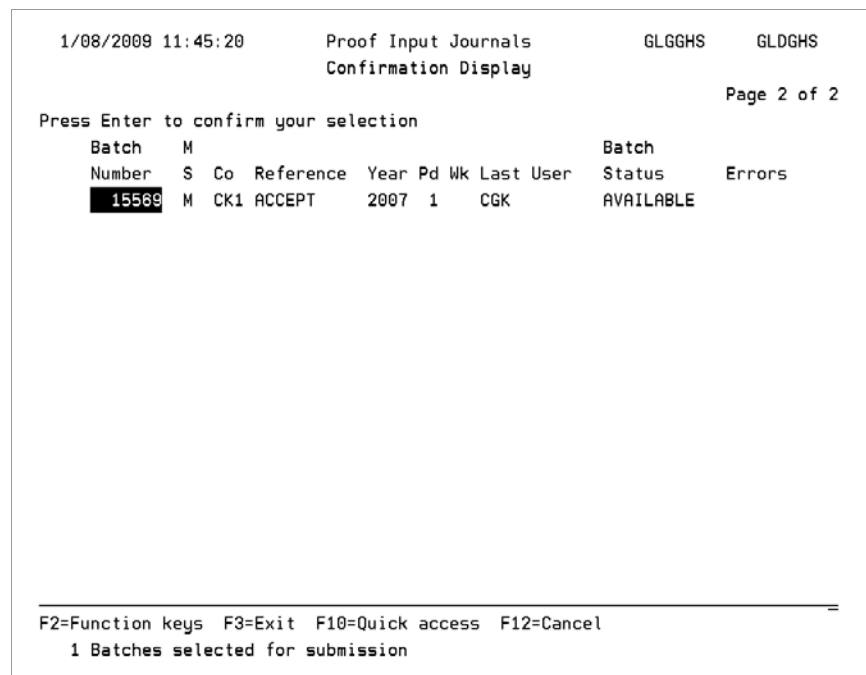 1/08/2009 11:45:20 Proof Input Journals GLGGHS GLDGHS
Confirmation Display
Page 2 of 2
Press Enter to confirm your selection
Batch M Batch
Number S Co Reference Year Pd Wk Last User Status Errors
15569 M CK1 ACCEPT 2007 1 CGK AVAILABLE
F2=Function keys F3=Exit F10=Quick access F12=Cancel
1 Batches selected for submission